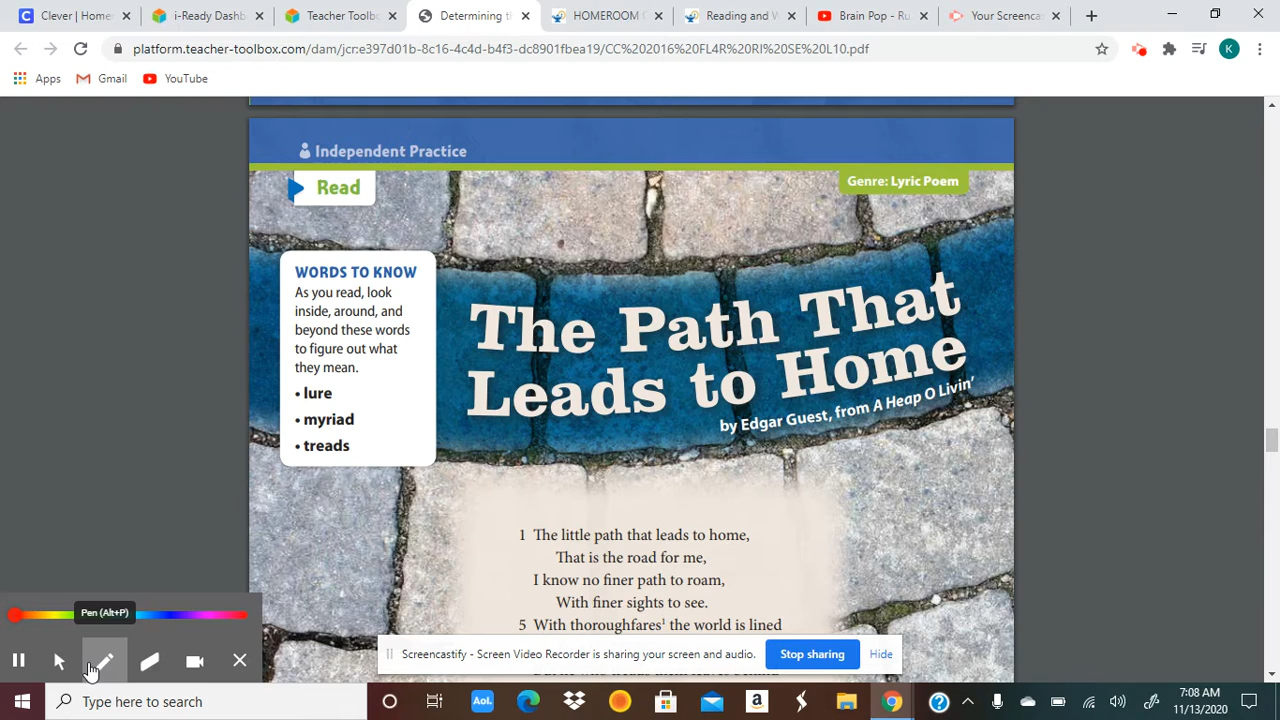 Clever | Home
i-Ready Dashb
Teacher Toolbo
Determining th
HOMEROOM
Reading and W
Brain Pop - Ru
Your Screencas
platform.teacher-toolbox.com/dam/jcr:e397d01b-8c16-4c4d-b4f3-dc8901fbea19/CC%202016%20FL4R%20RI%20SE%20L10.pdf
K
Apps
Gmail
YouTube
Independent Practice
Read
Genre: Lyric Poem
WORDS TO KNOW
As you read, look
inside, around, and
beyond these words
to figure out what
they mean.
• lure
• myriad
• treads
The Path That
Leads to Home
by Edgar Guest, from A Heap O Livin'
1 The little path that leads to home,
That is the road for me,
I know no finer path to roam,
With finer sights to see.
5 With thoroughfares¹ the world is lined
Pen (Alt+P)
Screencastify - Screen Video Recorder is sharing your screen and audio.
Stop sharing
Hide
Type here to search
Aol.
7:08 AM
11/13/2020